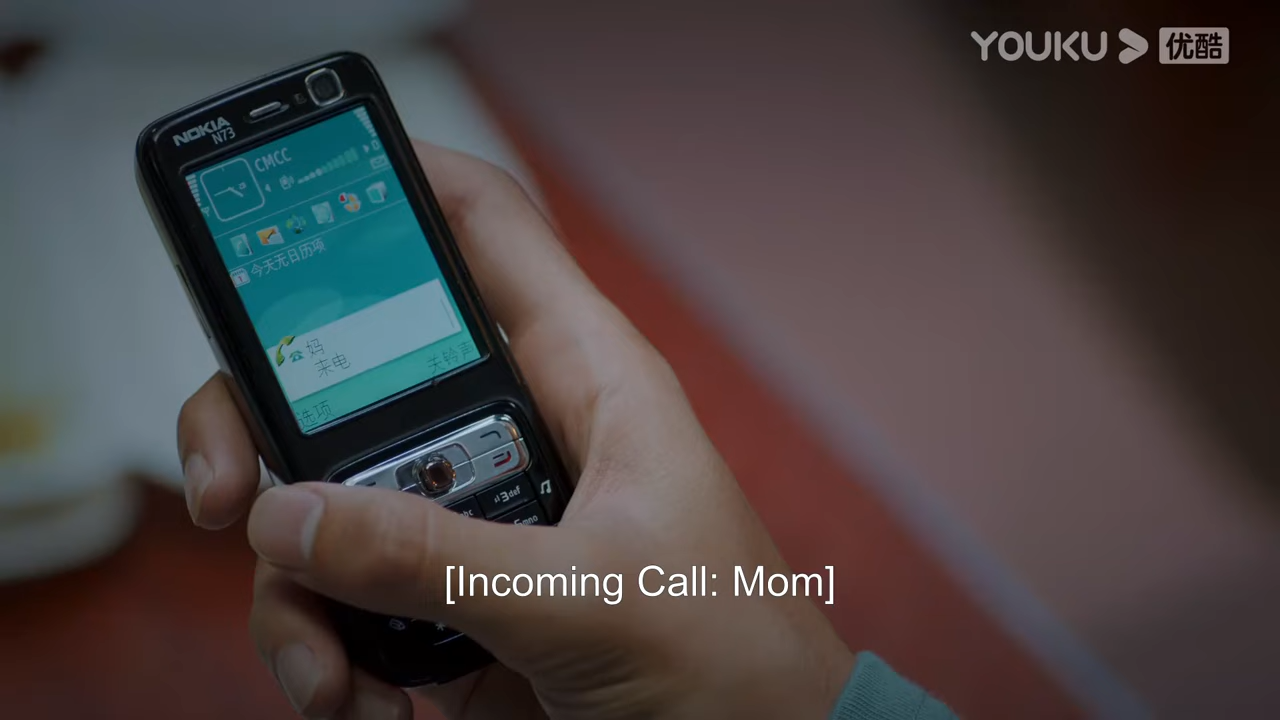 YOUKU 优酷
NOKIA
N73
CMCC
今天无日历项
妈
来电
选项
关铃声
3def
[Incoming Call: Mom]